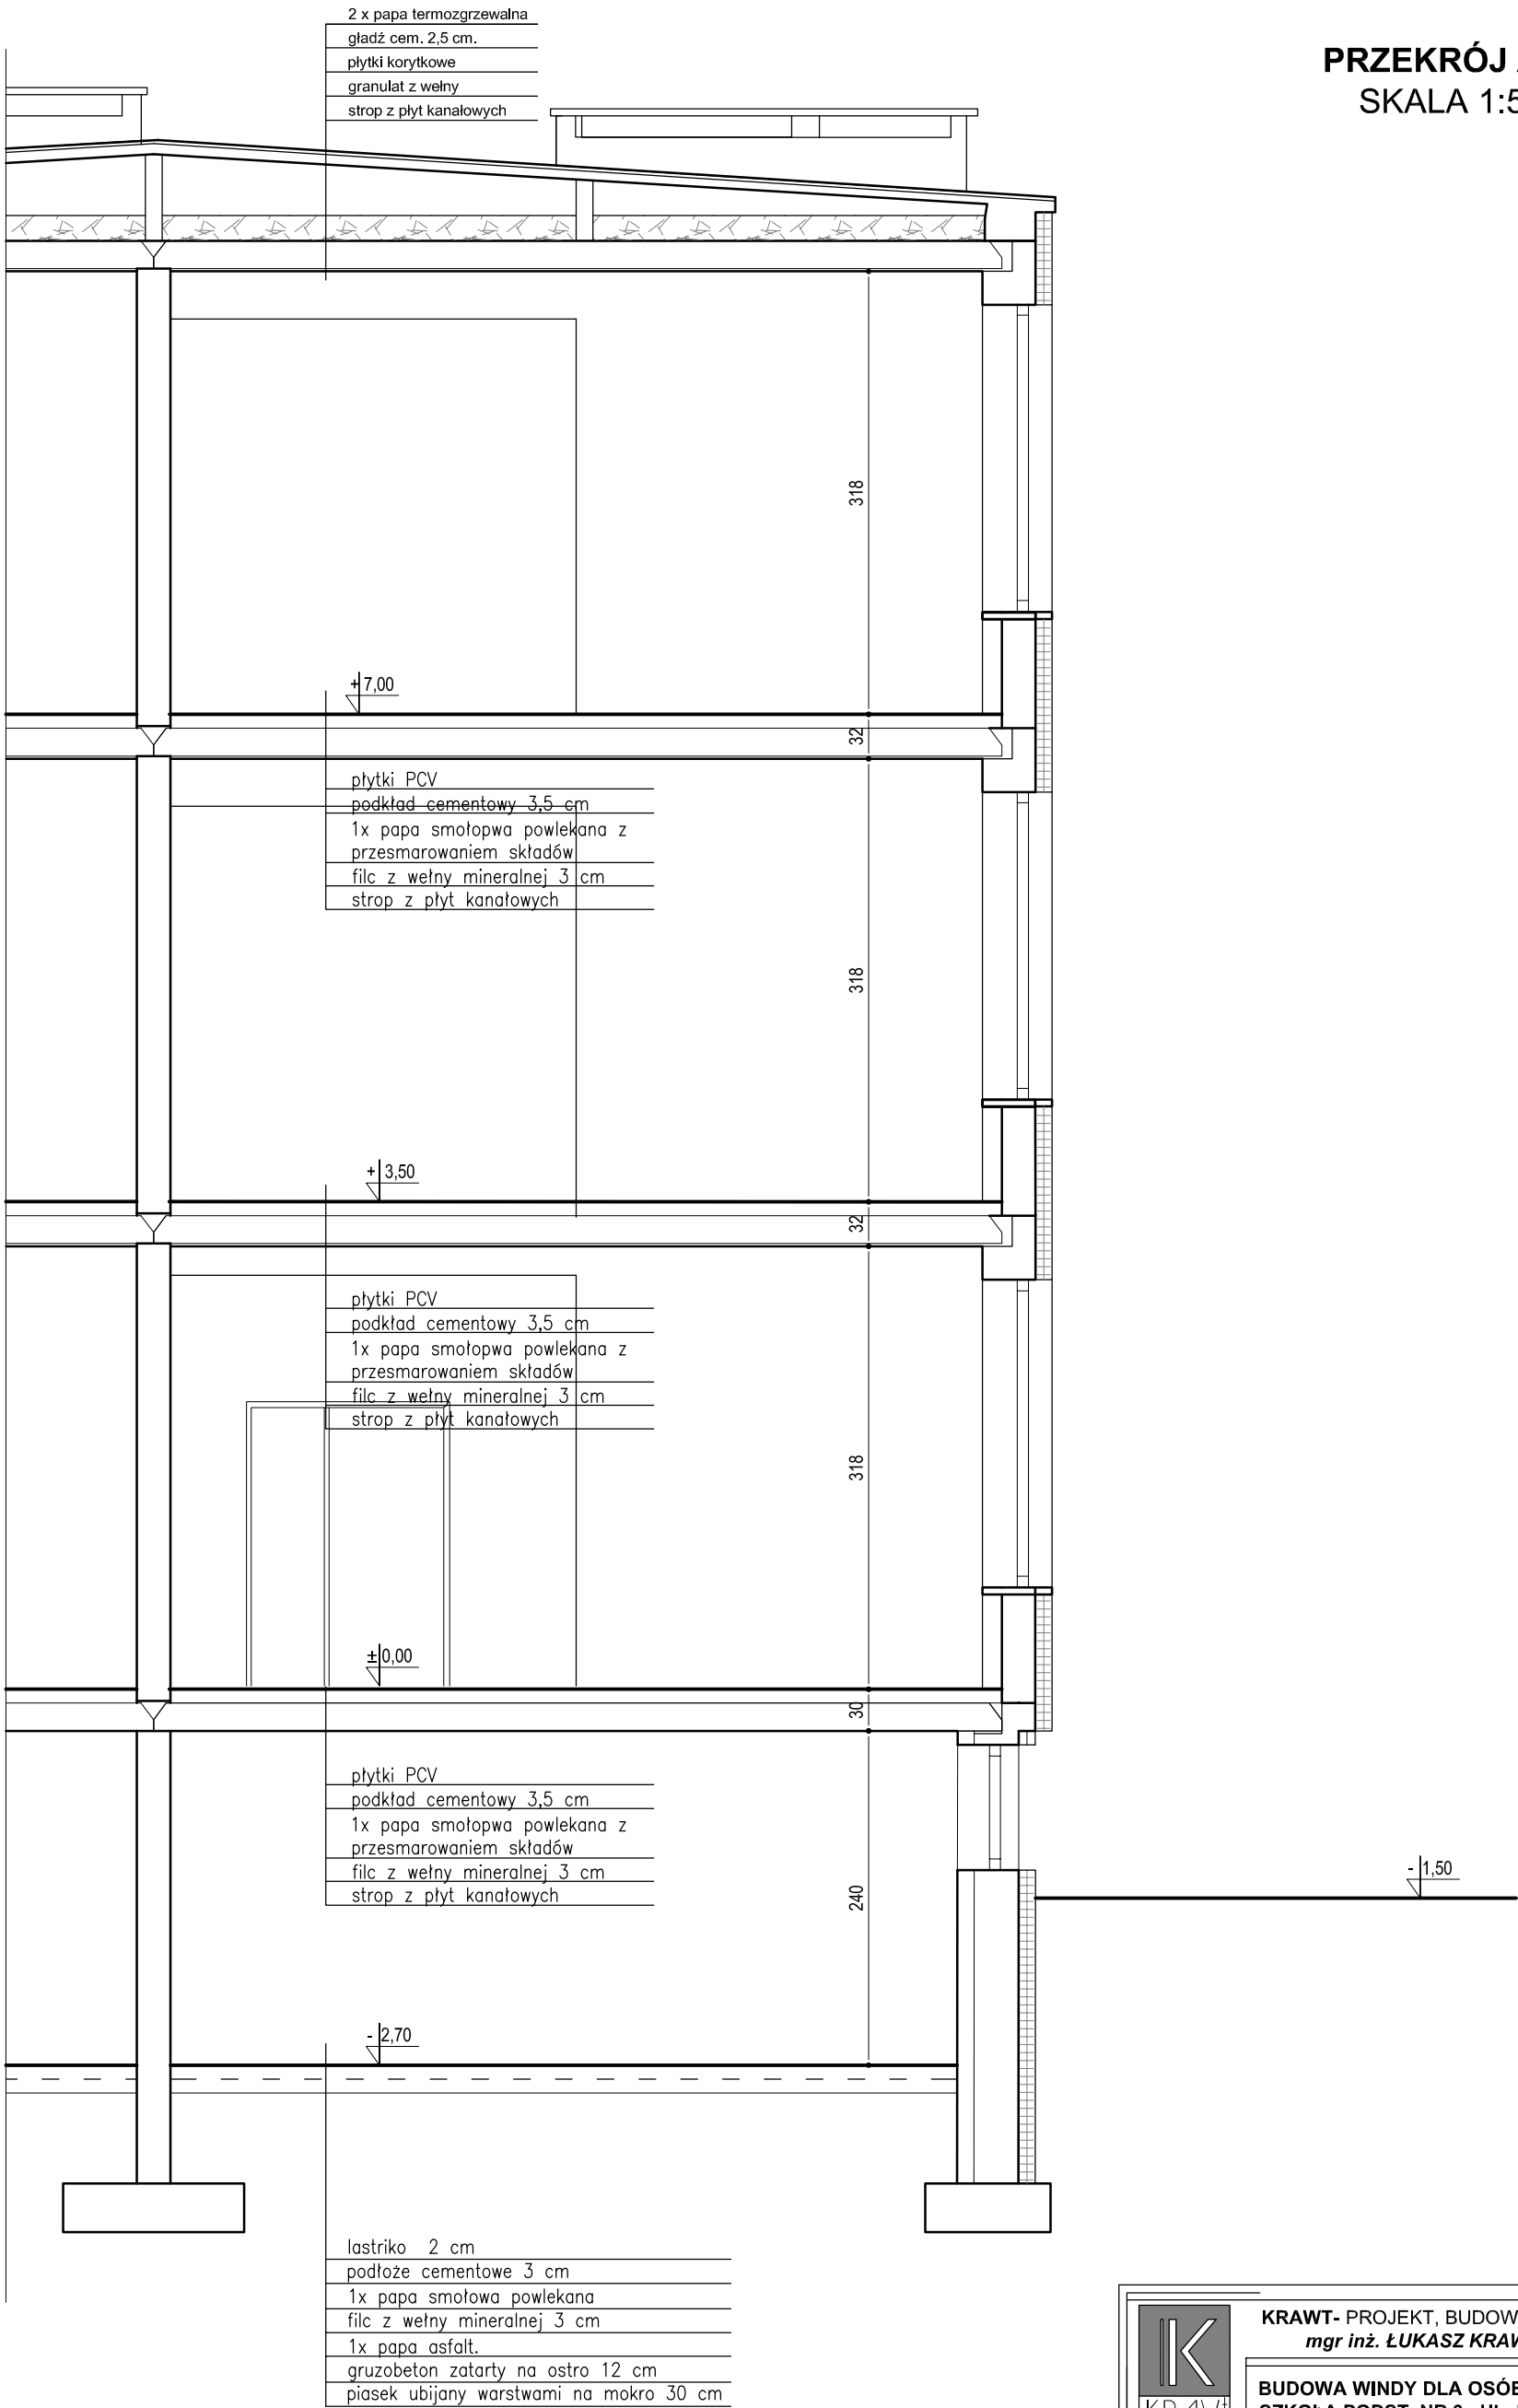 2 x papa termozgrzewalna
gładź cem. 2,5 cm.
płytki korytkowe
granulat z wełny
strop z płyt kanałowych
PRZEKRÓJ
SKALA 1:5
318
+7,00
32
płytki PCV
podkład cementowy 3,5 cm
1x papa smołopwa powlekana z
przesmarowaniem składów
filc z wełny mineralnej 3 cm
strop z płyt kanałowych
318
+3,50
32
płytki PCV
podkład cementowy 3,5 cm
1x papa smołopwa powlekana z
przesmarowaniem składów
filc z wełny mineralnej 3 cm
strop z płyt kanałowych
318
±0,00
30
płytki PCV
podkład cementowy 3,5 cm
1x papa smołopwa powlekana z
przesmarowaniem składów
filc z wełny mineralnej 3 cm
strop z płyt kanałowych
240
-1,50
-2,70
lastriko 2 cm
podłoże cementowe 3 cm
1x papa smołowa powlekana
filc z wełny mineralnej 3 cm
1x papa asfalt.
gruzobeton zatarty na ostro 12 cm
piasek ubijany warstwami na mokro 30 cm
KRAWT- PROJEKT, BUDOW
mgr inż. ŁUKASZ KRAW
BUDOWA WINDY DLA OSÓB